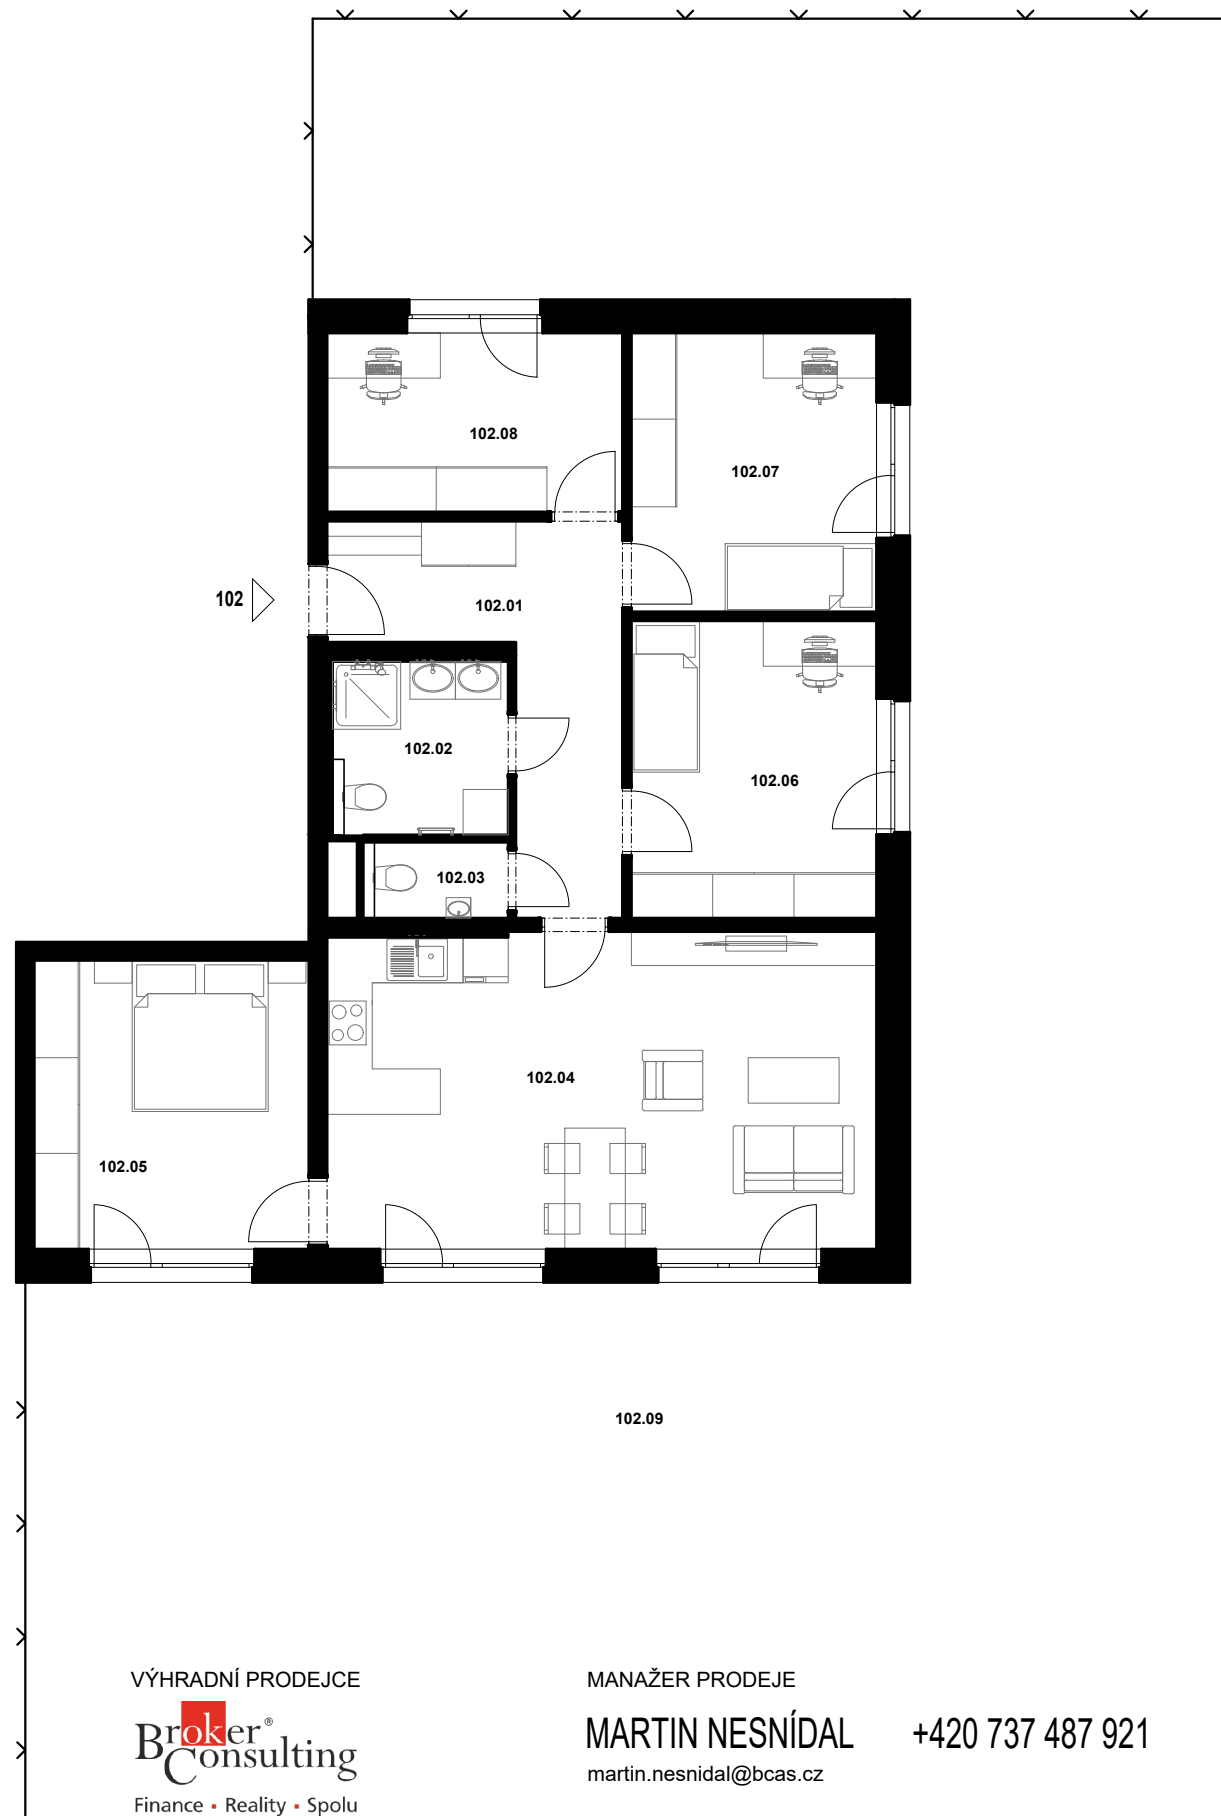 102.08
102.07
102
102.01
102.02
102.06
102.03
102.04
102.05
102.09
VÝHRADNÍ PRODEJCE
Broker®
Consulting
Finance ▪ Reality ▪ Spolu
MANAŽER PRODEJE
MARTIN NESNÍDAL +420 737 487 921
martin.nesnidal@bcas.cz